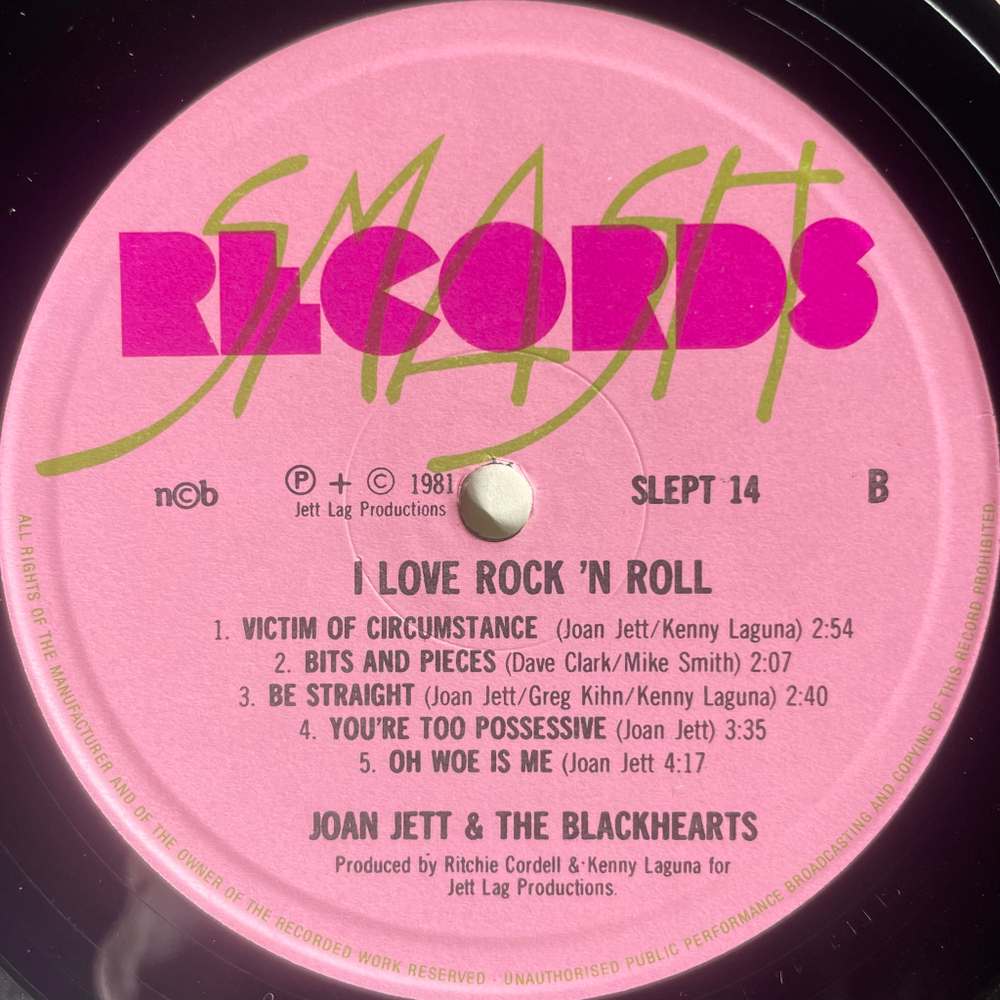 SMASH
RECORDS
n©b
Ⓟ + © 1981
Jett Lag Productions
SLEPT 14
B
I LOVE ROCK 'N ROLL
1. VICTIM OF CIRCUMSTANCE (Joan Jett/Kenny Laguna) 2:54
2. BITS AND PIECES (Dave Clark/Mike Smith) 2:07
3. BE STRAIGHT (Joan Jett/Greg Kihn/Kenny Laguna) 2:40
4. YOU'RE TOO POSSESSIVE (Joan Jett) 3:35
5. OH WOE IS ME (Joan Jett 4:17
JOAN JETT & THE BLACKHEARTS
Produced by Ritchie Cordell & Kenny Laguna for
Jett Lag Productions.
ALL RIGHTS OF THE MANUFACTURER AND OF THE OWNER OF THE RECORDED WORK RESERVED · UNAUTHORISED PUBLIC PERFORMANCE BROADCASTING AND COPYING OF THIS RECORD PROHIBITED